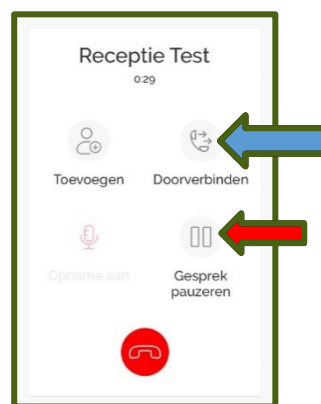 Receptie Test
0:29
Toevoegen Doorverbinden
Opname aan Gesprek
pauzeren